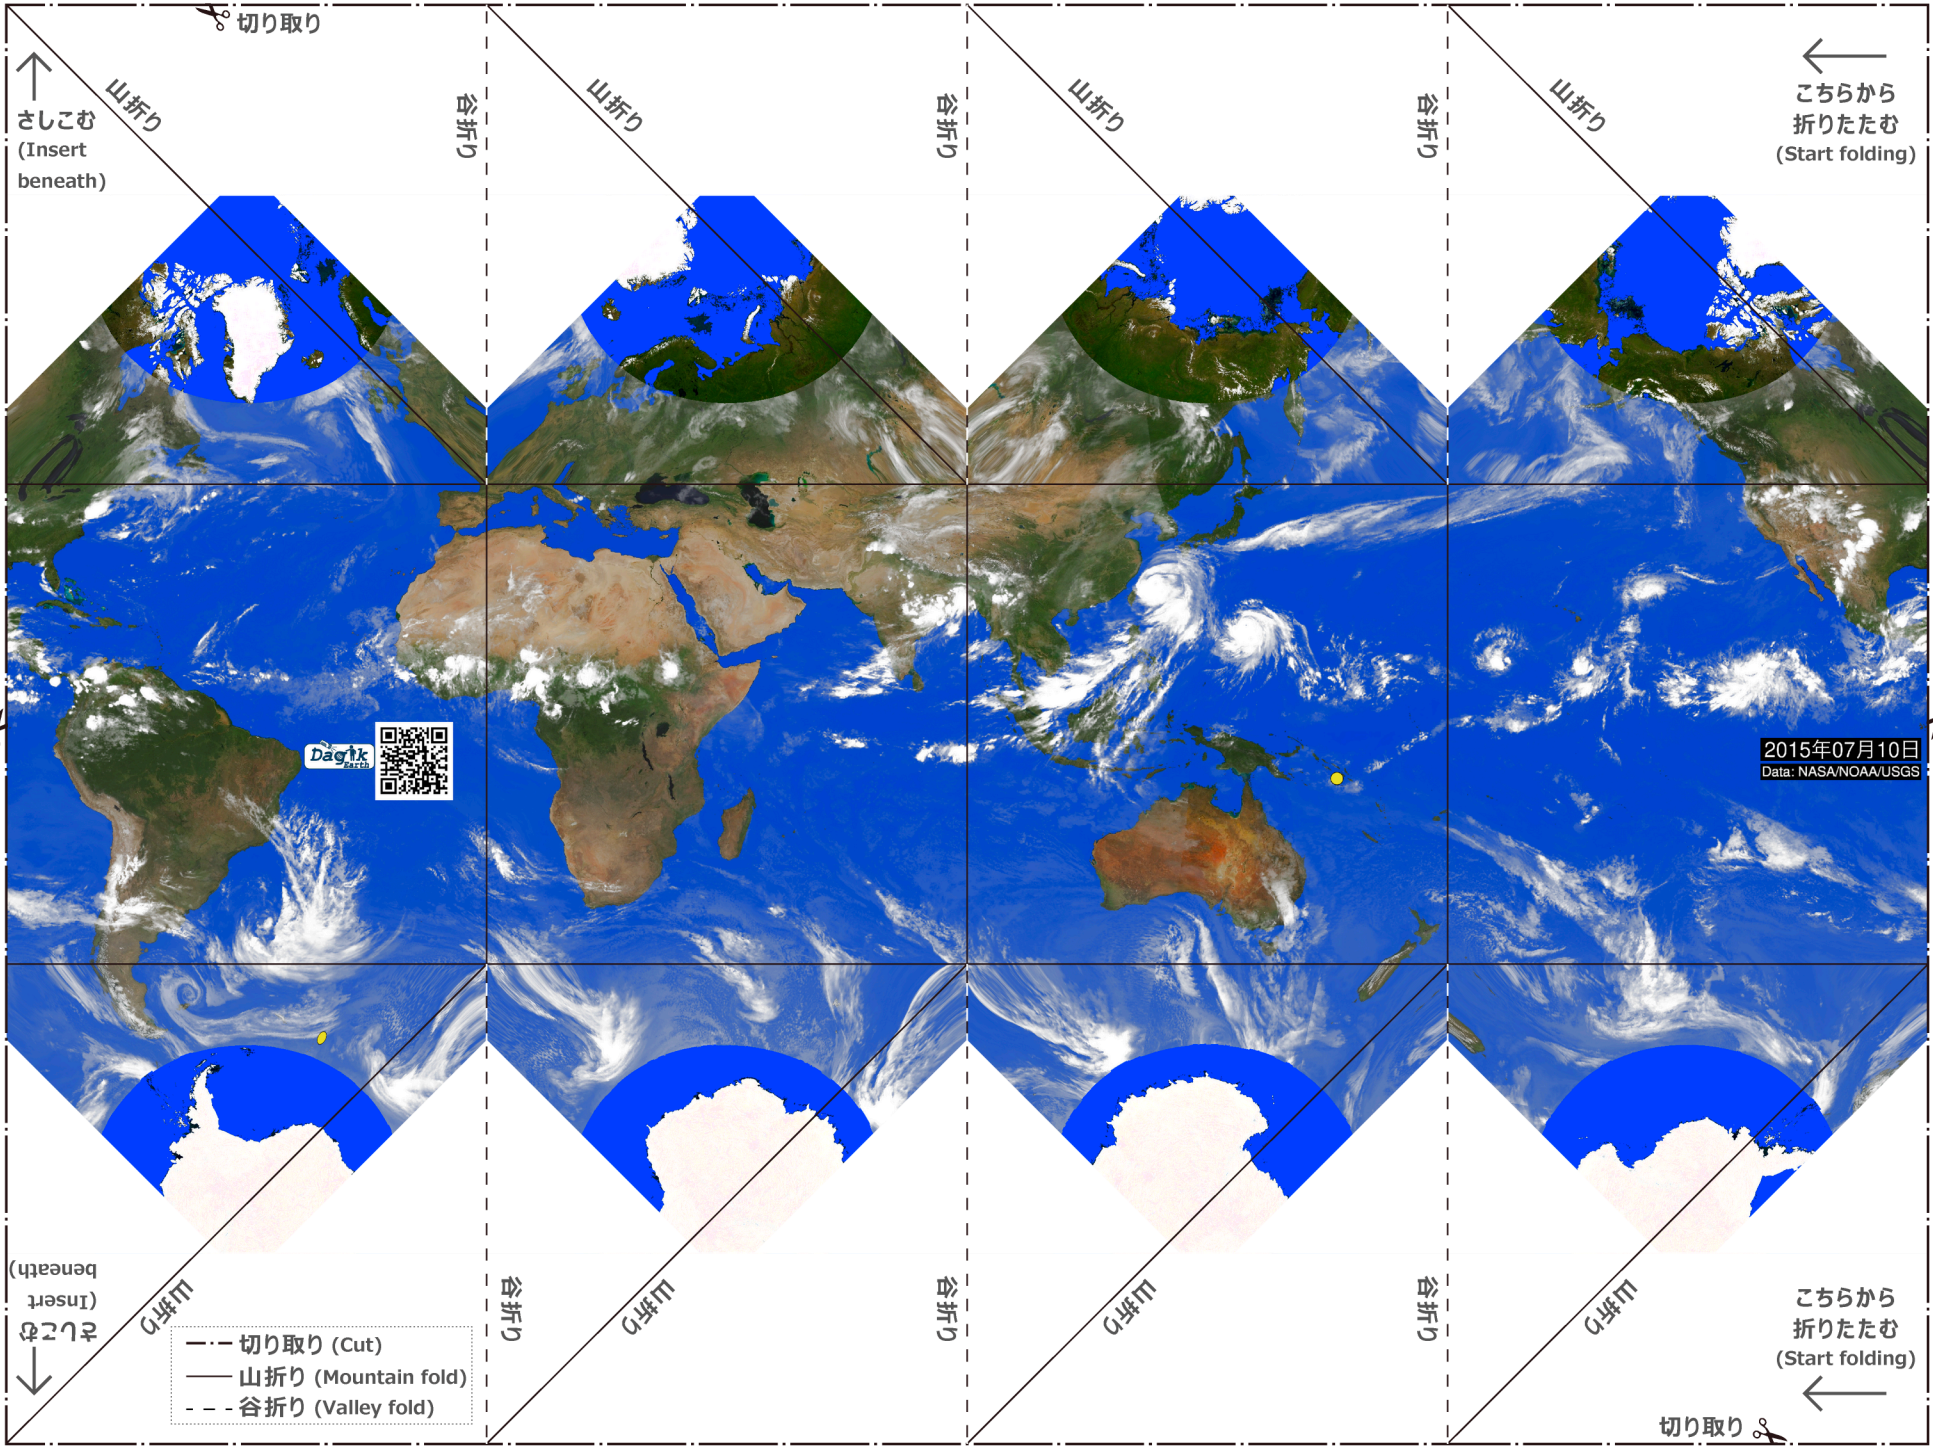 切り取り
さしこむ
(Insert
beneath)
山折り
谷折り
山折り
谷折り
山折り
谷折り
山折り
こちらから
折りたたむ
(Start folding)
Dagik
Earth
2015年07月10日
Data: NASA/NOAA/USGS
さしこむ
(Insert
beneath)
山折り
谷折り
山折り
谷折り
山折り
谷折り
山折り
こちらから
折りたたむ
(Start folding)
切り取り (Cut)
山折り (Mountain fold)
谷折り (Valley fold)
切り取り